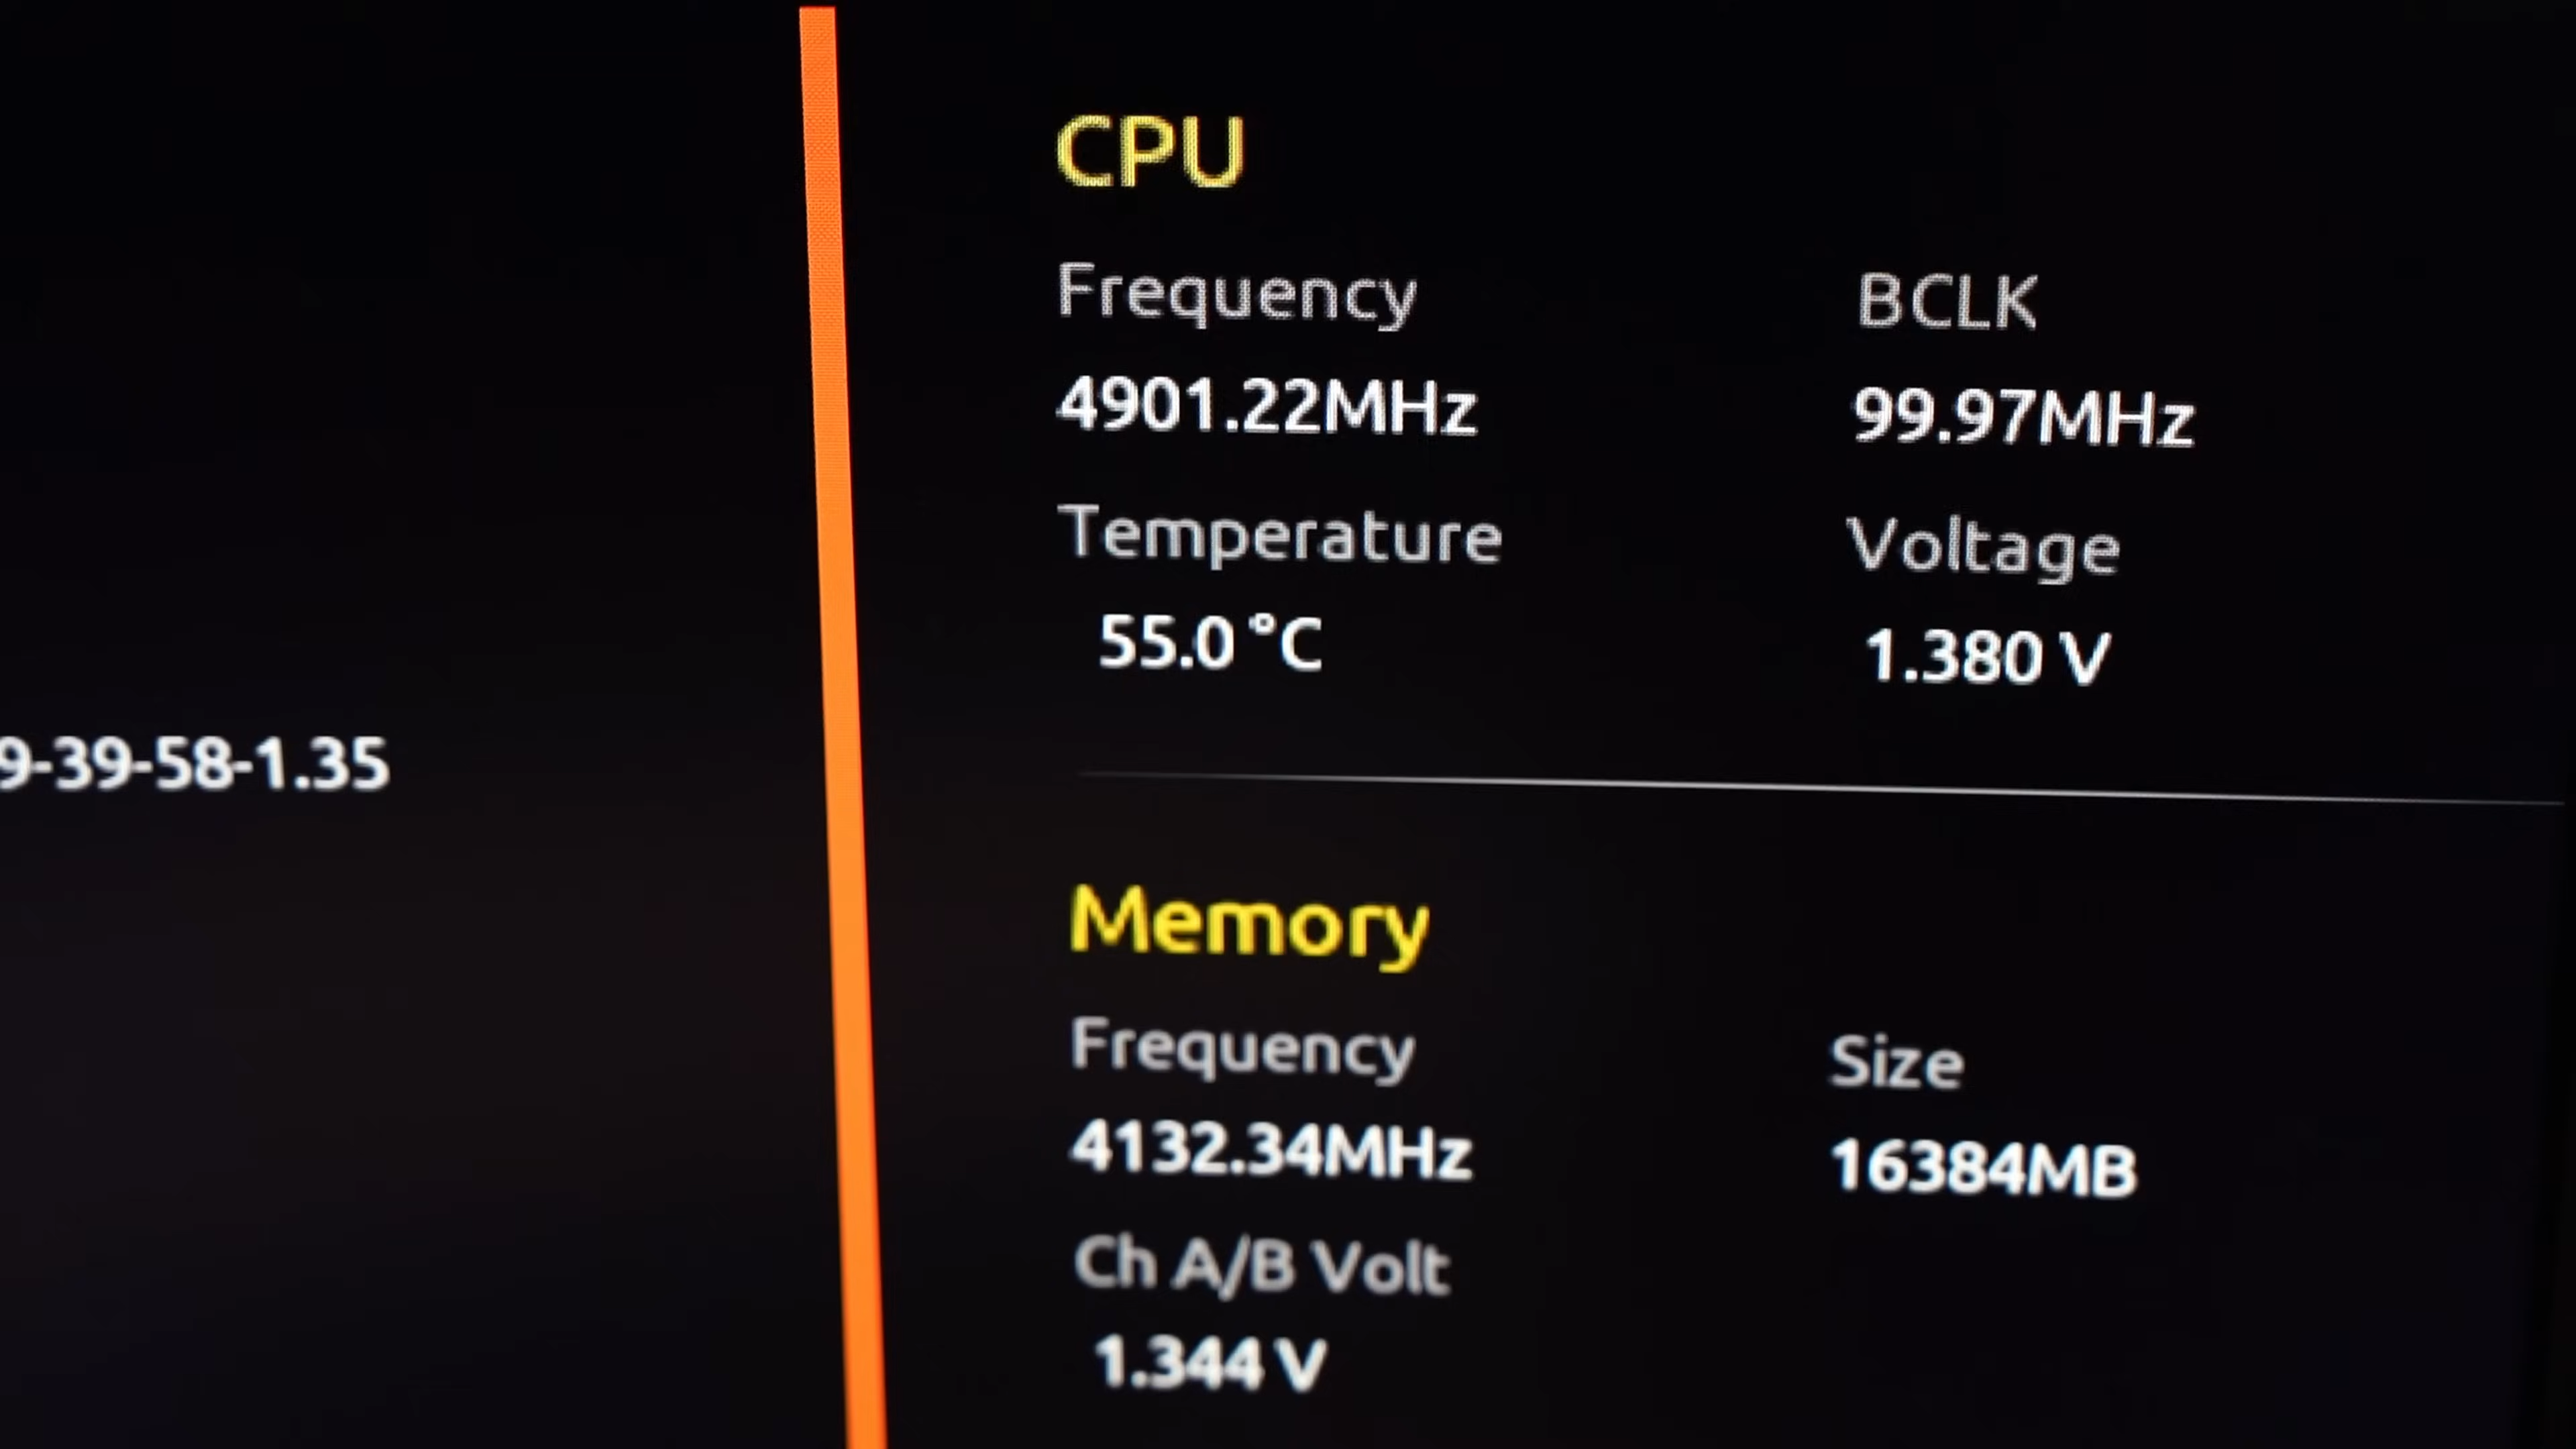 CPU
Frequency BCLK
4901.22MHz 99.97MHz
Temperature Voltage
55.0 °C 1.380 V
9-39-58-1.35
Memory
Frequency Size
4132.34MHz 16384MB
Ch A/B Volt
1.344 V